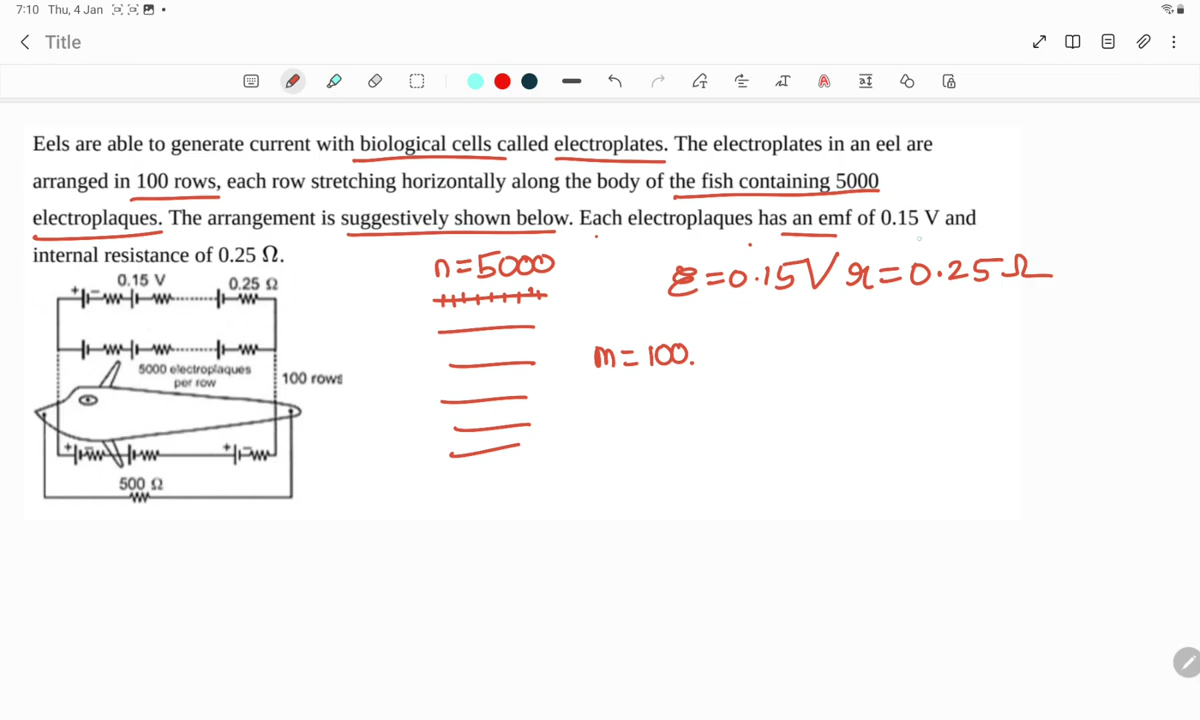 7:10 Thu, 4 Jan
Title
Eels are able to generate current with biological cells called electroplates. The electroplates in an eel are
arranged in 100 rows, each row stretching horizontally along the body of the fish containing 5000
electroplaques. The arrangement is suggestively shown below. Each electroplaques has an emf of 0.15 V and
internal resistance of 0.25 Ω.
0.15 V 0.25 Ω
5000 electroplaques
per row
100 rows
500 Ω
n=5000
ε=0.15V r=0.25Ω
m=100.